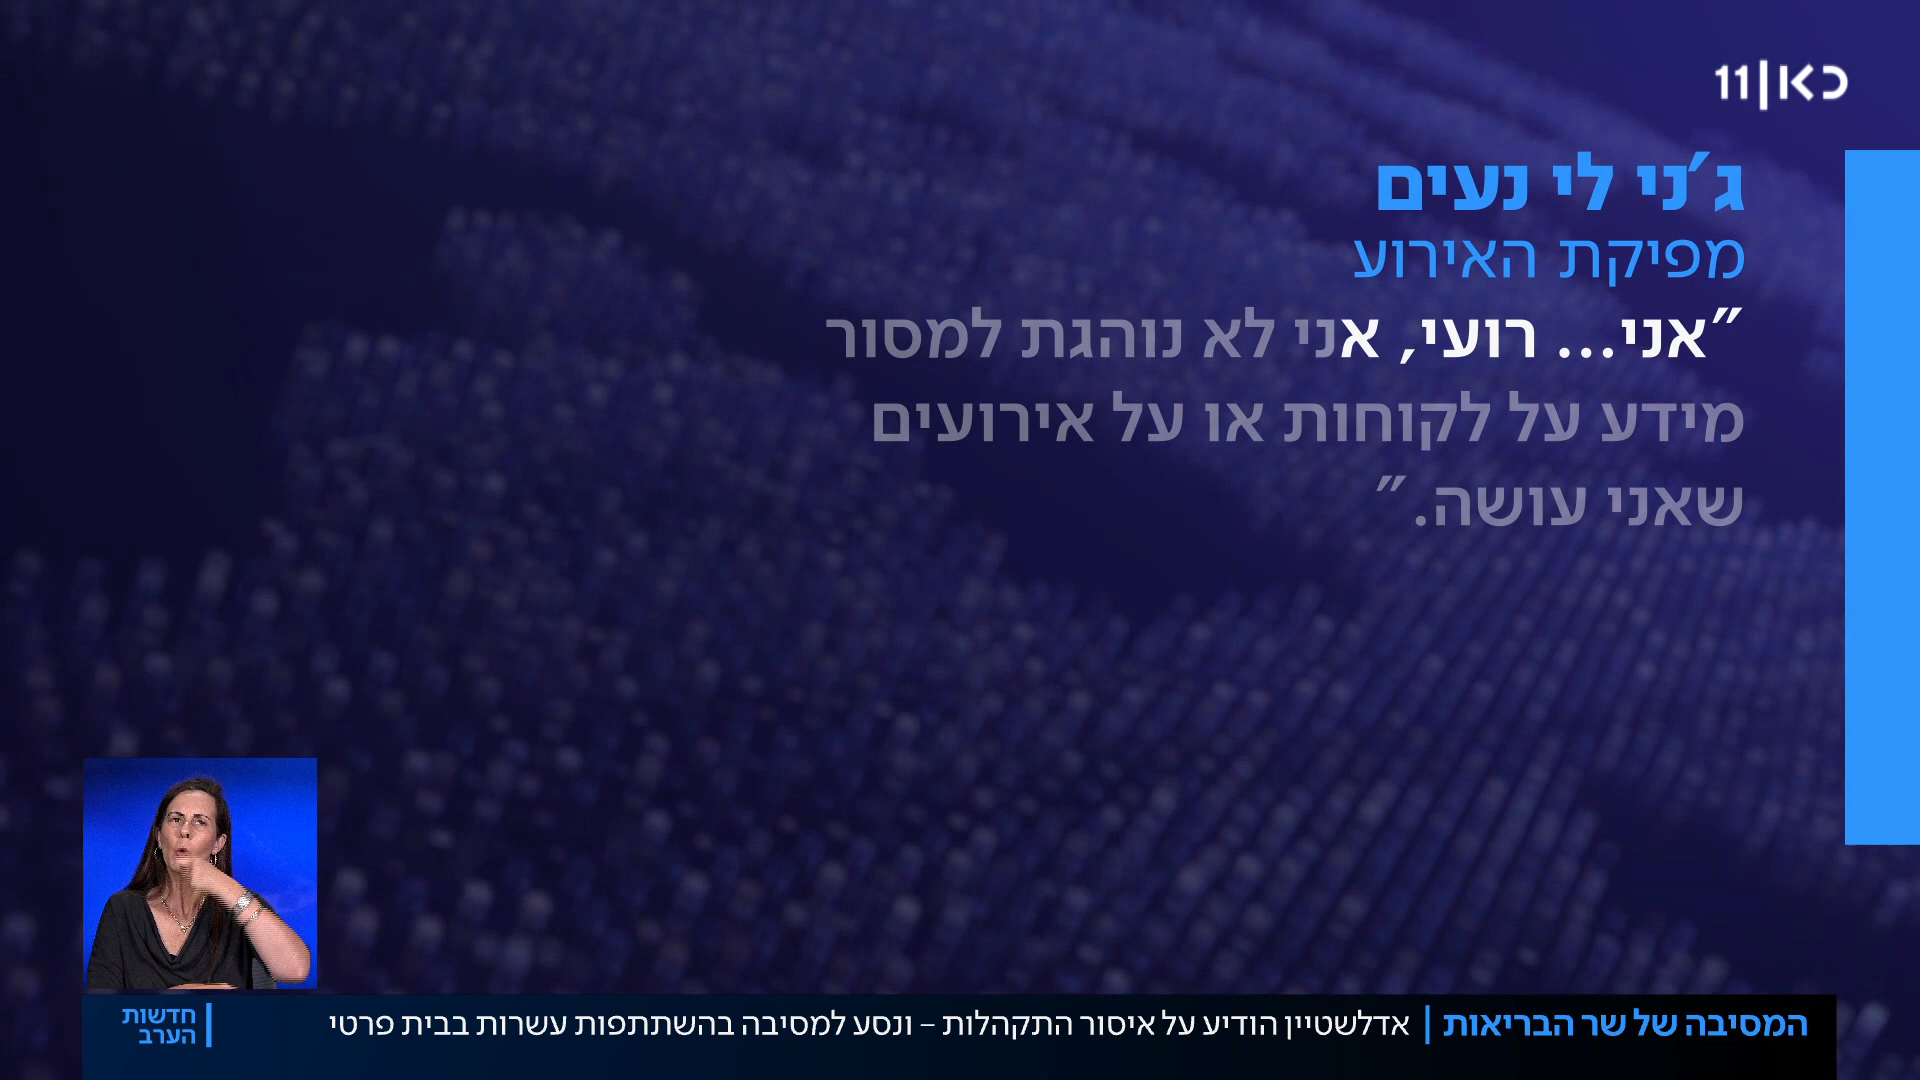 כאן 11
ג'ני לי נעים
מפיקת האירוע
"אני... רועי, אני לא נוהגת למסור
מידע על לקוחות או על אירועים
שאני עושה."
המסיבה של שר הבריאות | אדלשטיין הודיע על איסור התקהלות – ונסע למסיבה בהשתתפות עשרות בבית פרטי
חדשות
הערב